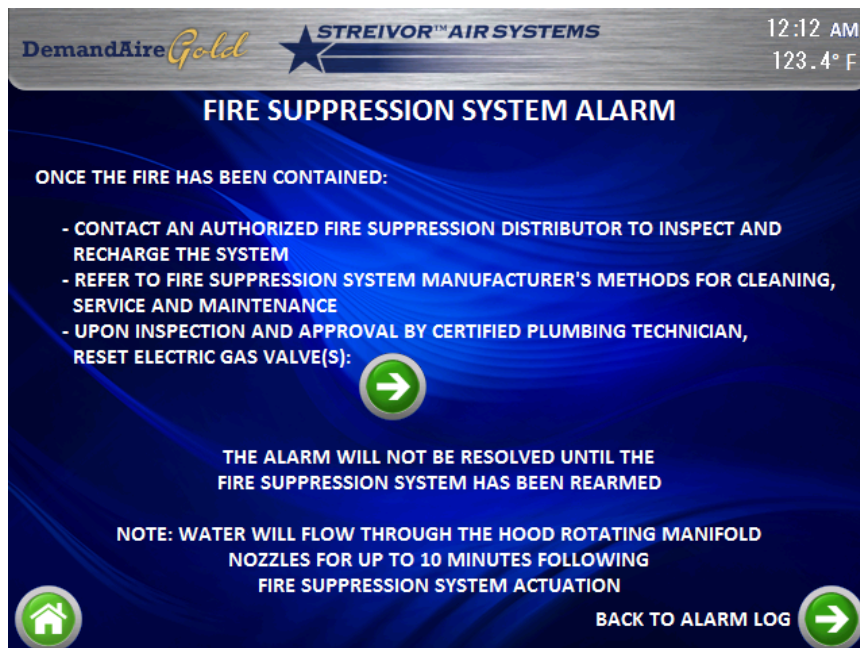 DemandAire Gold
STREIVOR™ AIR SYSTEMS
12:12 AM
123.4° F
FIRE SUPPRESSION SYSTEM ALARM
ONCE THE FIRE HAS BEEN CONTAINED:
- CONTACT AN AUTHORIZED FIRE SUPPRESSION DISTRIBUTOR TO INSPECT AND
RECHARGE THE SYSTEM
- REFER TO FIRE SUPPRESSION SYSTEM MANUFACTURER'S METHODS FOR CLEANING,
SERVICE AND MAINTENANCE
- UPON INSPECTION AND APPROVAL BY CERTIFIED PLUMBING TECHNICIAN,
RESET ELECTRIC GAS VALVE(S):
THE ALARM WILL NOT BE RESOLVED UNTIL THE
FIRE SUPPRESSION SYSTEM HAS BEEN REARMED
NOTE: WATER WILL FLOW THROUGH THE HOOD ROTATING MANIFOLD
NOZZLES FOR UP TO 10 MINUTES FOLLOWING
FIRE SUPPRESSION SYSTEM ACTUATION
BACK TO ALARM LOG